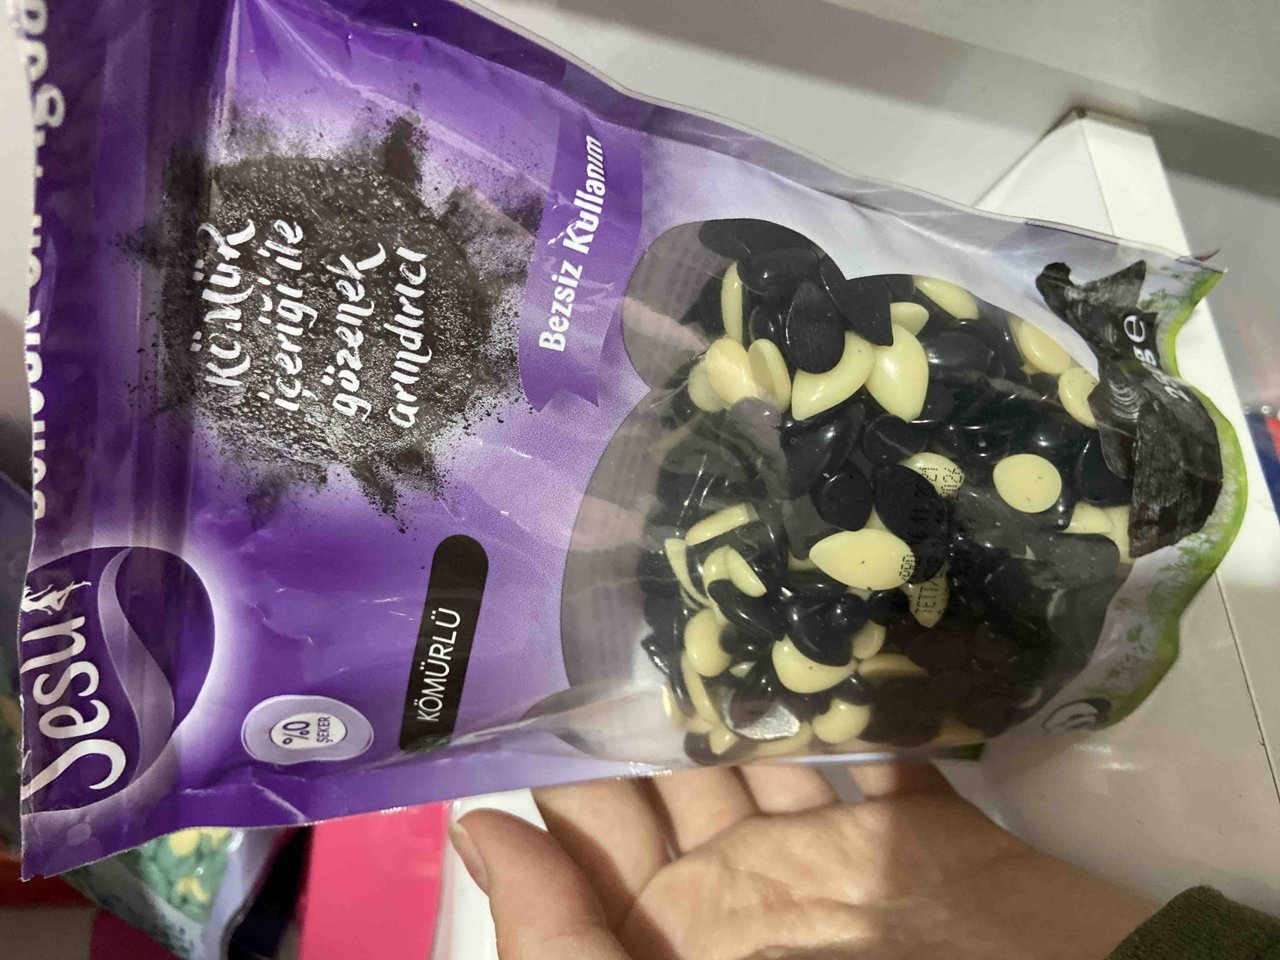 Sesu
KÖMÜR
içeriği ile
gözenek
arındırıcı
Bezsiz Kullanım
%0
ŞEKER
KÖMÜRLÜ